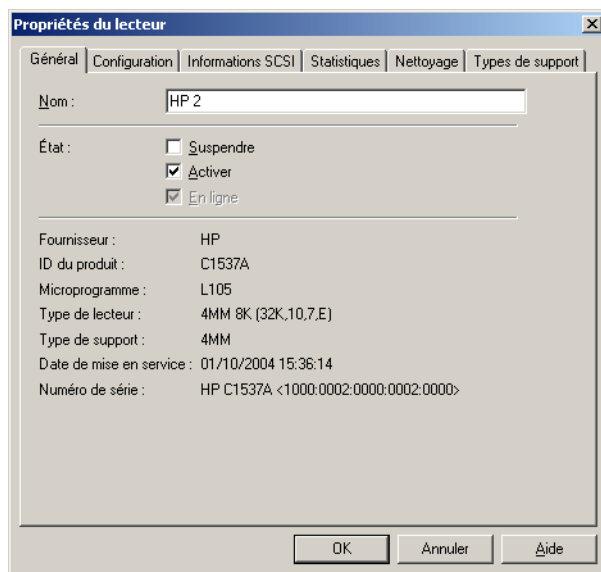 Propriétés du lecteur
Général Configuration Informations SCSI Statistiques Nettoyage Types de support
Nom : HP 2
État : Suspendre
Activer
En ligne
Fournisseur : HP
ID du produit : C1537A
Microprogramme : L105
Type de lecteur : 4MM 8K (32K,10,7,E)
Type de support : 4MM
Date de mise en service : 01/10/2004 15:36:14
Numéro de série : HP C1537A <1000:0002:0000:0002:0000>
OK Annuler Aide